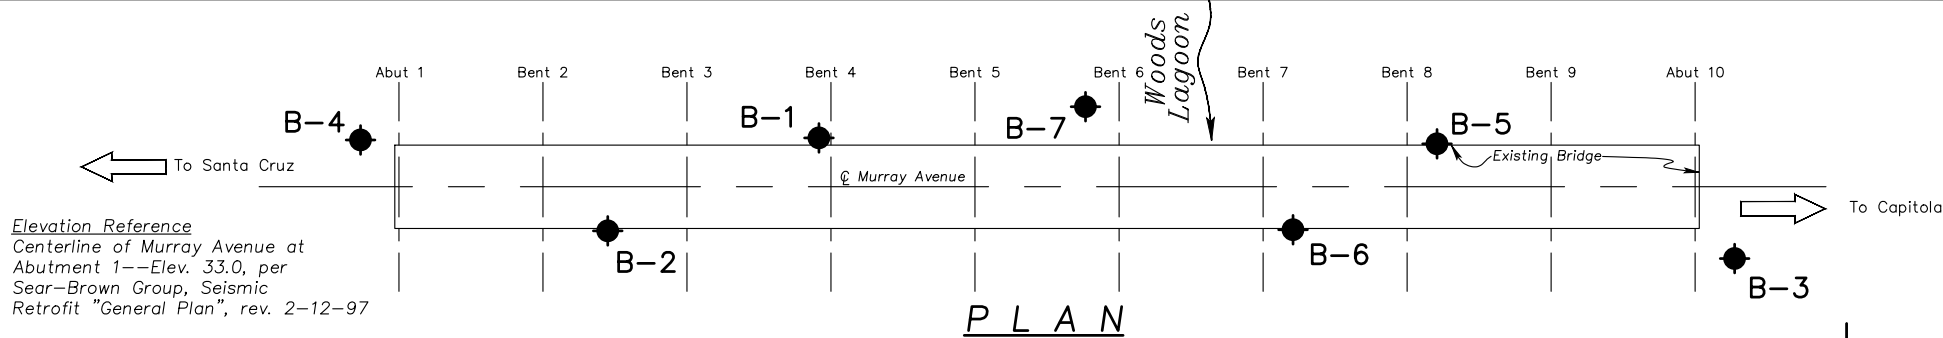 Woods
Lagoon
Abut 1
Bent 2
Bent 3
Bent 4
Bent 5
Bent 6
Bent 7
Bent 8
Bent 9
Abut 10
B-4
B-1
B-7
B-5
To Santa Cruz
Existing Bridge
℄ Murray Avenue
To Capitola
Elevation Reference
Centerline of Murray Avenue at
Abutment 1--Elev. 33.0, per
Sear-Brown Group, Seismic
Retrofit "General Plan", rev. 2-12-97
B-2
B-6
B-3
PLAN